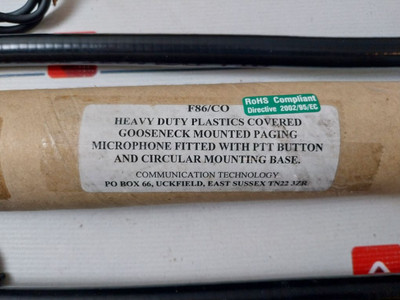 F86/CO
RoHS Compliant
Directive 2002/95/EC
HEAVY DUTY PLASTICS COVERED
GOOSENECK MOUNTED PAGING
MICROPHONE FITTED WITH PTT BUTTON
AND CIRCULAR MOUNTING BASE.
COMMUNICATION TECHNOLOGY
PO BOX 66, UCKFIELD, EAST SUSSEX TN22 3ZR